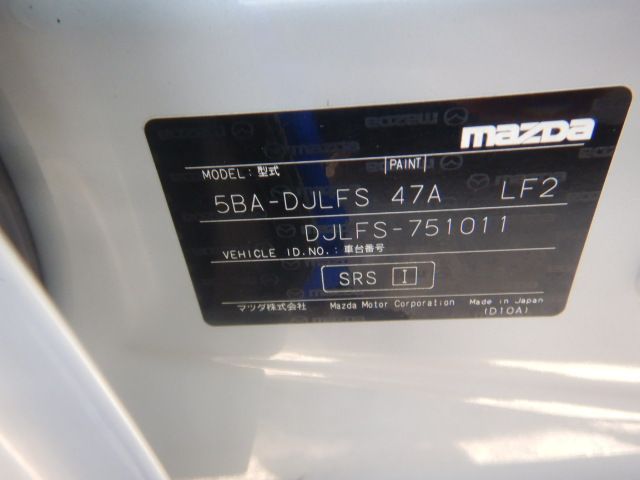 mazda
MODEL : 型式 PAINT
5BA-DJLFS 47A LF2
DJLFS-751011
VEHICLE ID.NO. : 車台番号
SRS I
マツダ株式会社 Mazda Motor Corporation Made in Japan
(D10A)